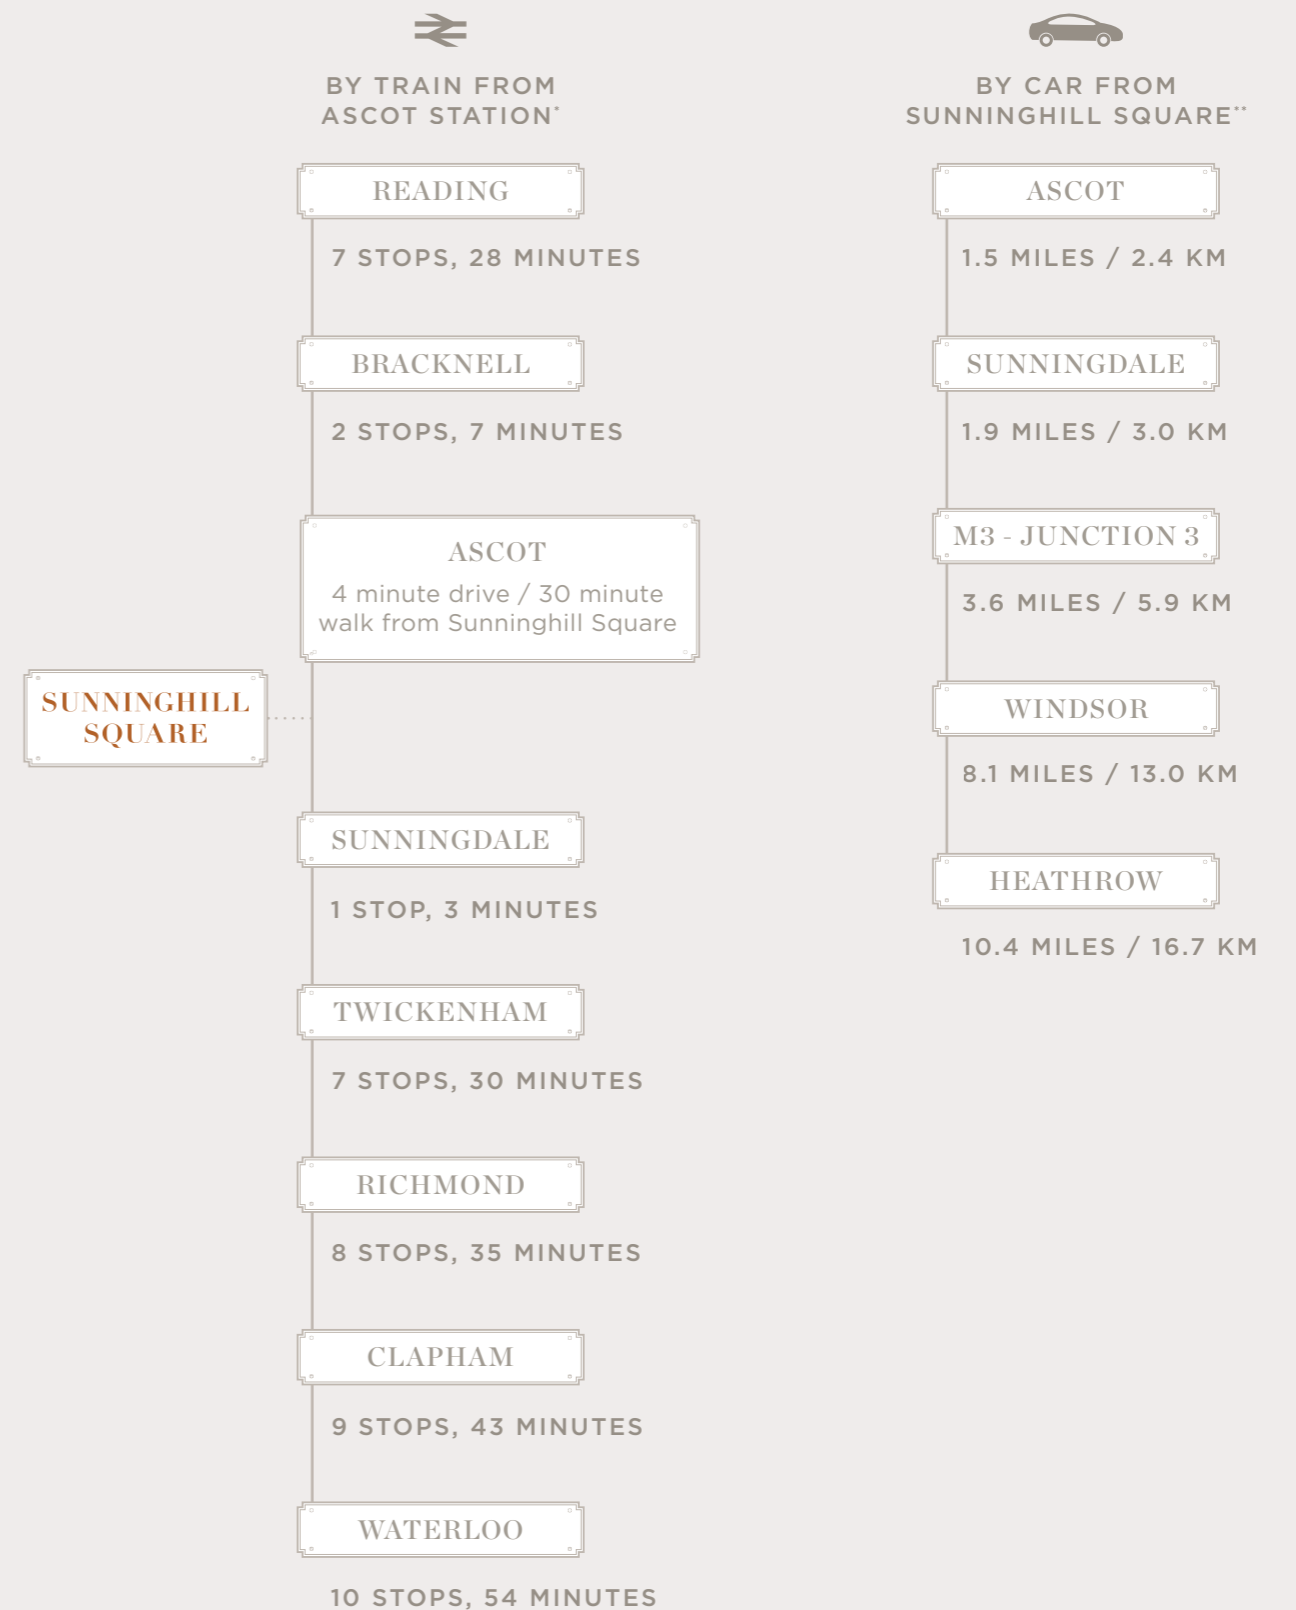 BY TRAIN FROM
ASCOT STATION*
READING
7 STOPS, 28 MINUTES
BRACKNELL
2 STOPS, 7 MINUTES
ASCOT
4 minute drive / 30 minute
walk from Sunninghill Square
SUNNINGHILL
SQUARE
SUNNINGDALE
1 STOP, 3 MINUTES
TWICKENHAM
7 STOPS, 30 MINUTES
RICHMOND
8 STOPS, 35 MINUTES
CLAPHAM
9 STOPS, 43 MINUTES
WATERLOO
10 STOPS, 54 MINUTES
BY CAR FROM
SUNNINGHILL SQUARE**
ASCOT
1.5 MILES / 2.4 KM
SUNNINGDALE
1.9 MILES / 3.0 KM
M3 - JUNCTION 3
3.6 MILES / 5.9 KM
WINDSOR
8.1 MILES / 13.0 KM
HEATHROW
10.4 MILES / 16.7 KM